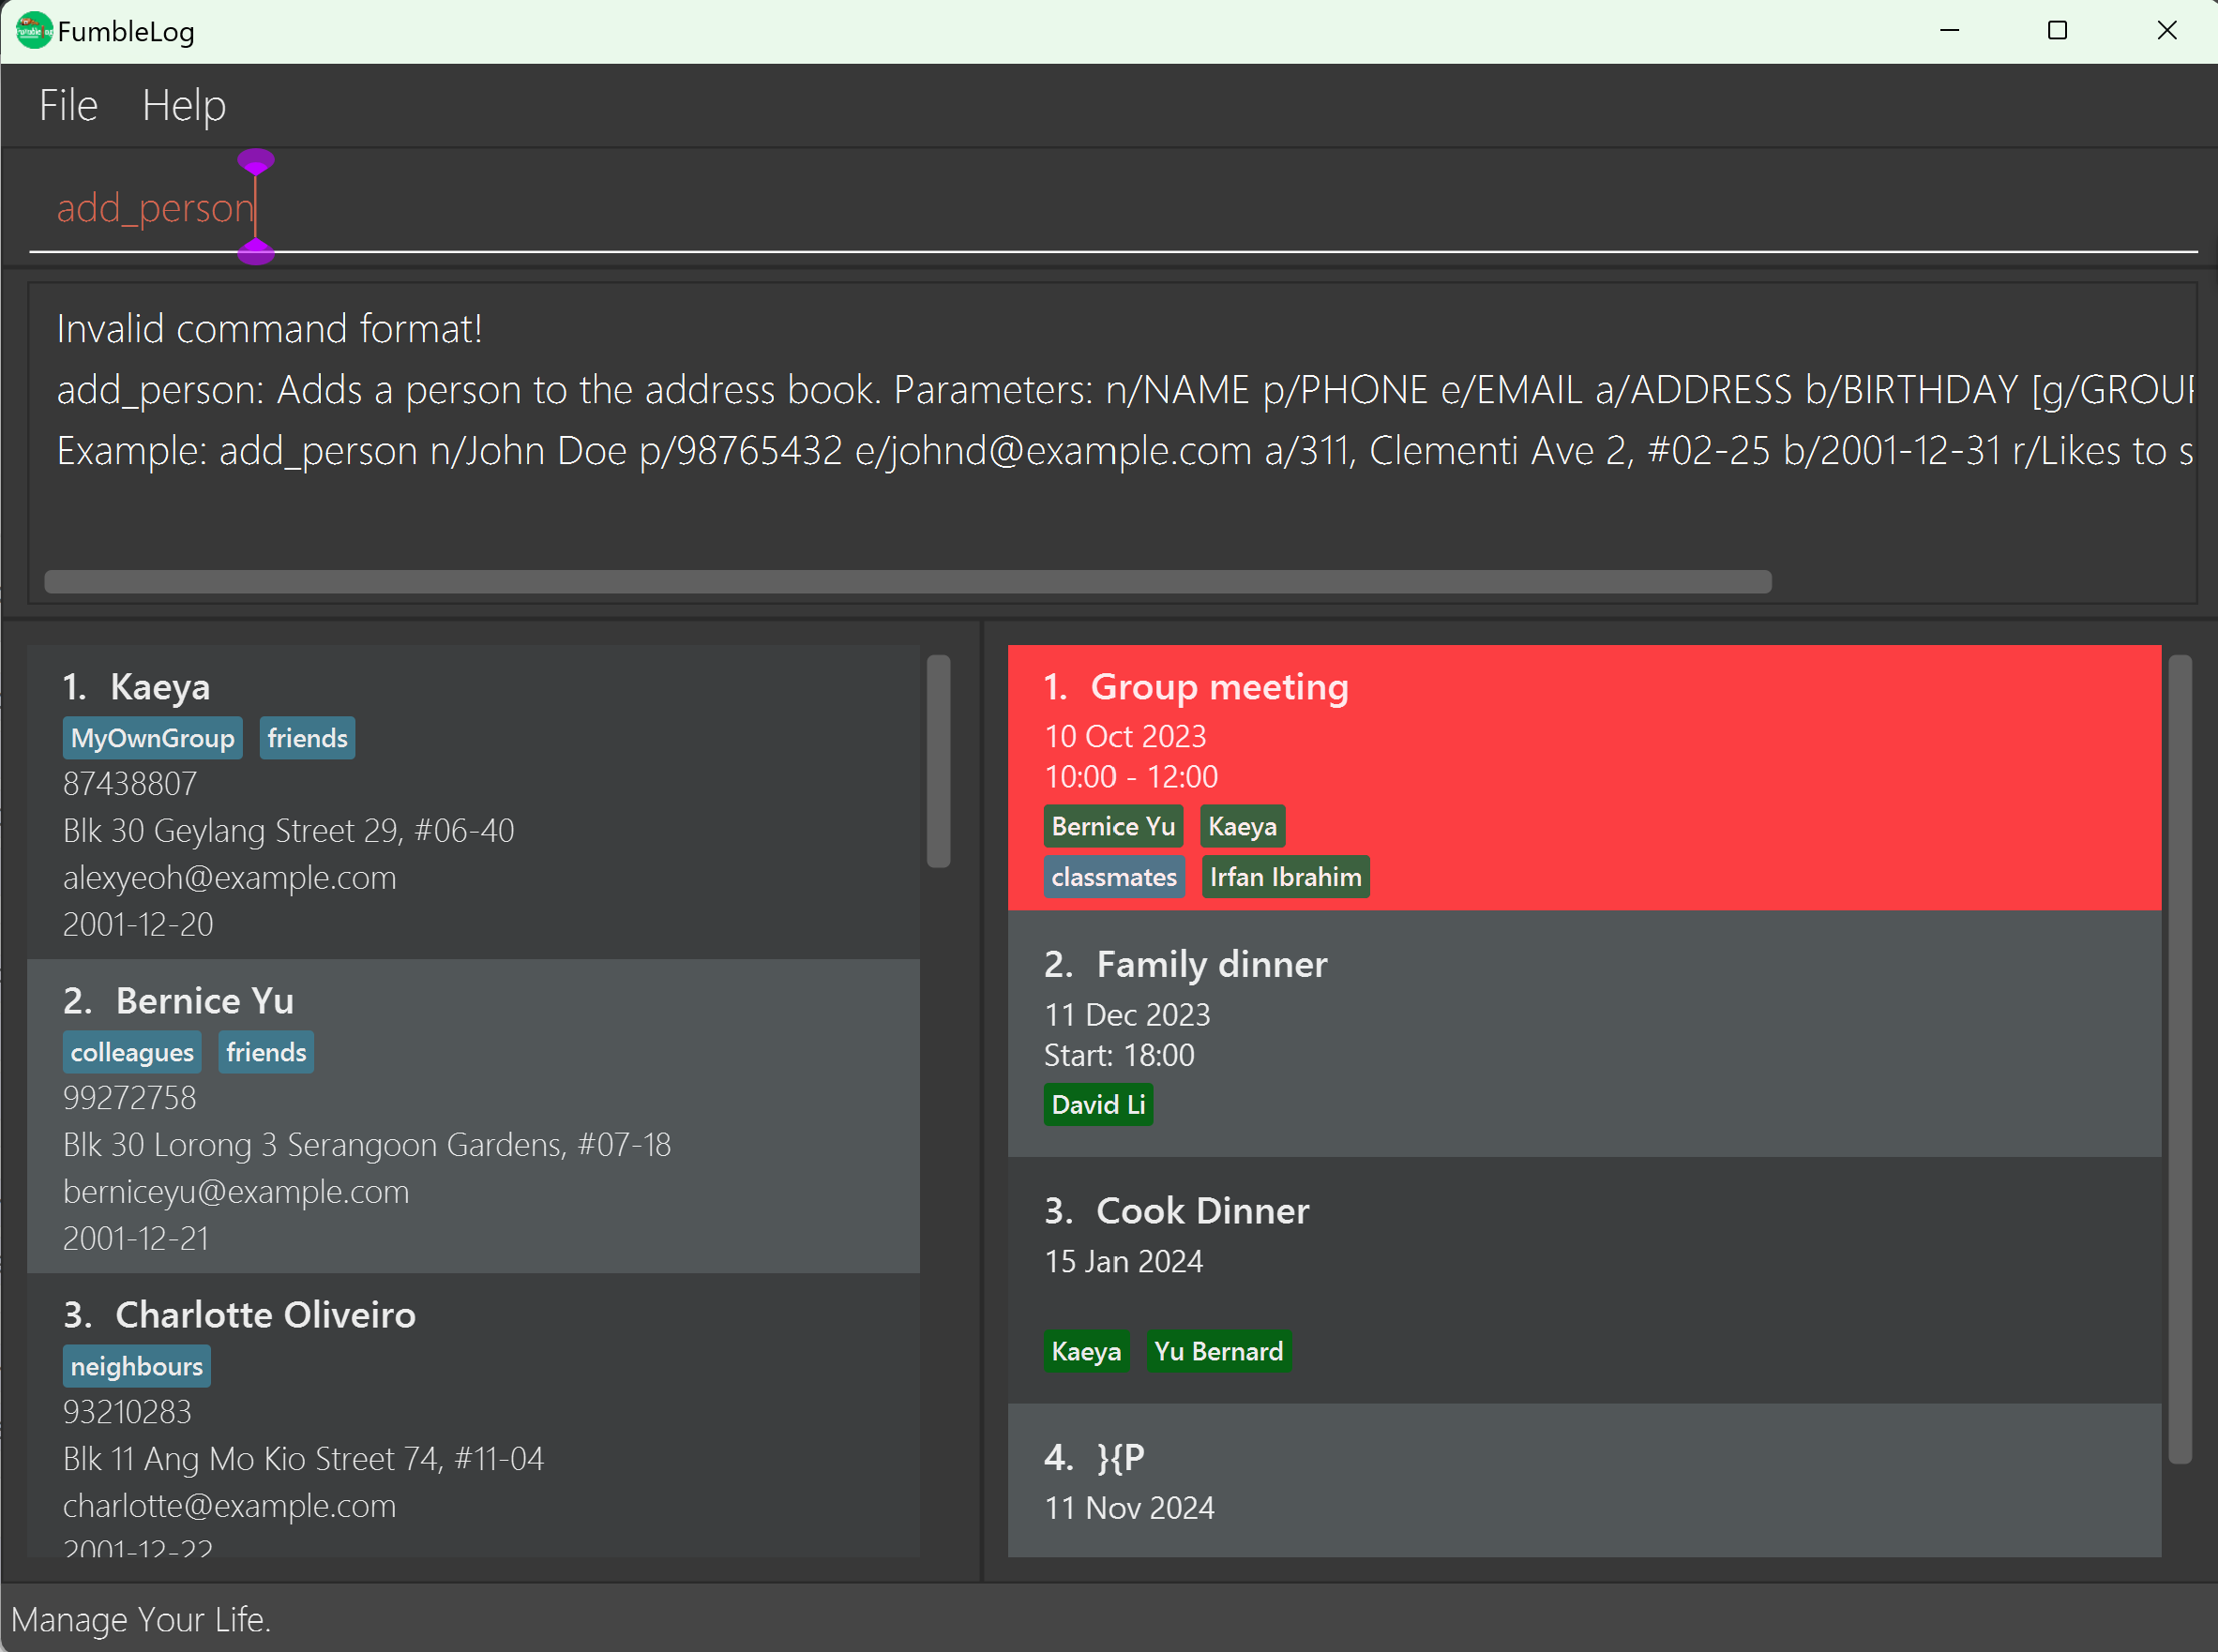 FumbleLog
File Help
add_person
Invalid command format!
add_person: Adds a person to the address book. Parameters: n/NAME p/PHONE e/EMAIL a/ADDRESS b/BIRTHDAY [g/GROUP
Example: add_person n/John Doe p/98765432 e/johnd@example.com a/311, Clementi Ave 2, #02-25 b/2001-12-31 r/Likes to s
1. Kaeya
MyOwnGroup friends
87438807
Blk 30 Geylang Street 29, #06-40
alexyeoh@example.com
2001-12-20
2. Bernice Yu
colleagues friends
99272758
Blk 30 Lorong 3 Serangoon Gardens, #07-18
berniceyu@example.com
2001-12-21
3. Charlotte Oliveiro
neighbours
93210283
Blk 11 Ang Mo Kio Street 74, #11-04
charlotte@example.com
2001-12-22
1. Group meeting
10 Oct 2023
10:00 - 12:00
Bernice Yu Kaeya
classmates Irfan Ibrahim
2. Family dinner
11 Dec 2023
Start: 18:00
David Li
3. Cook Dinner
15 Jan 2024
Kaeya Yu Bernard
4. }{P
11 Nov 2024
Manage Your Life.